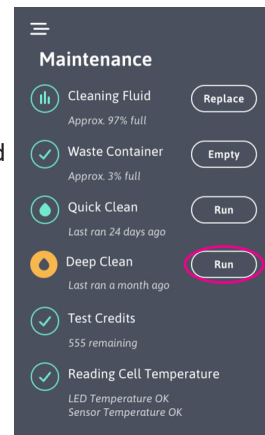 Maintenance
Cleaning Fluid
Replace
Approx. 97% full
Waste Container
Empty
Approx. 3% full
Quick Clean
Run
Last ran 24 days ago
Deep Clean
Run
Last ran a month ago
Test Credits
555 remaining
Reading Cell Temperature
LED Temperature OK
Sensor Temperature OK